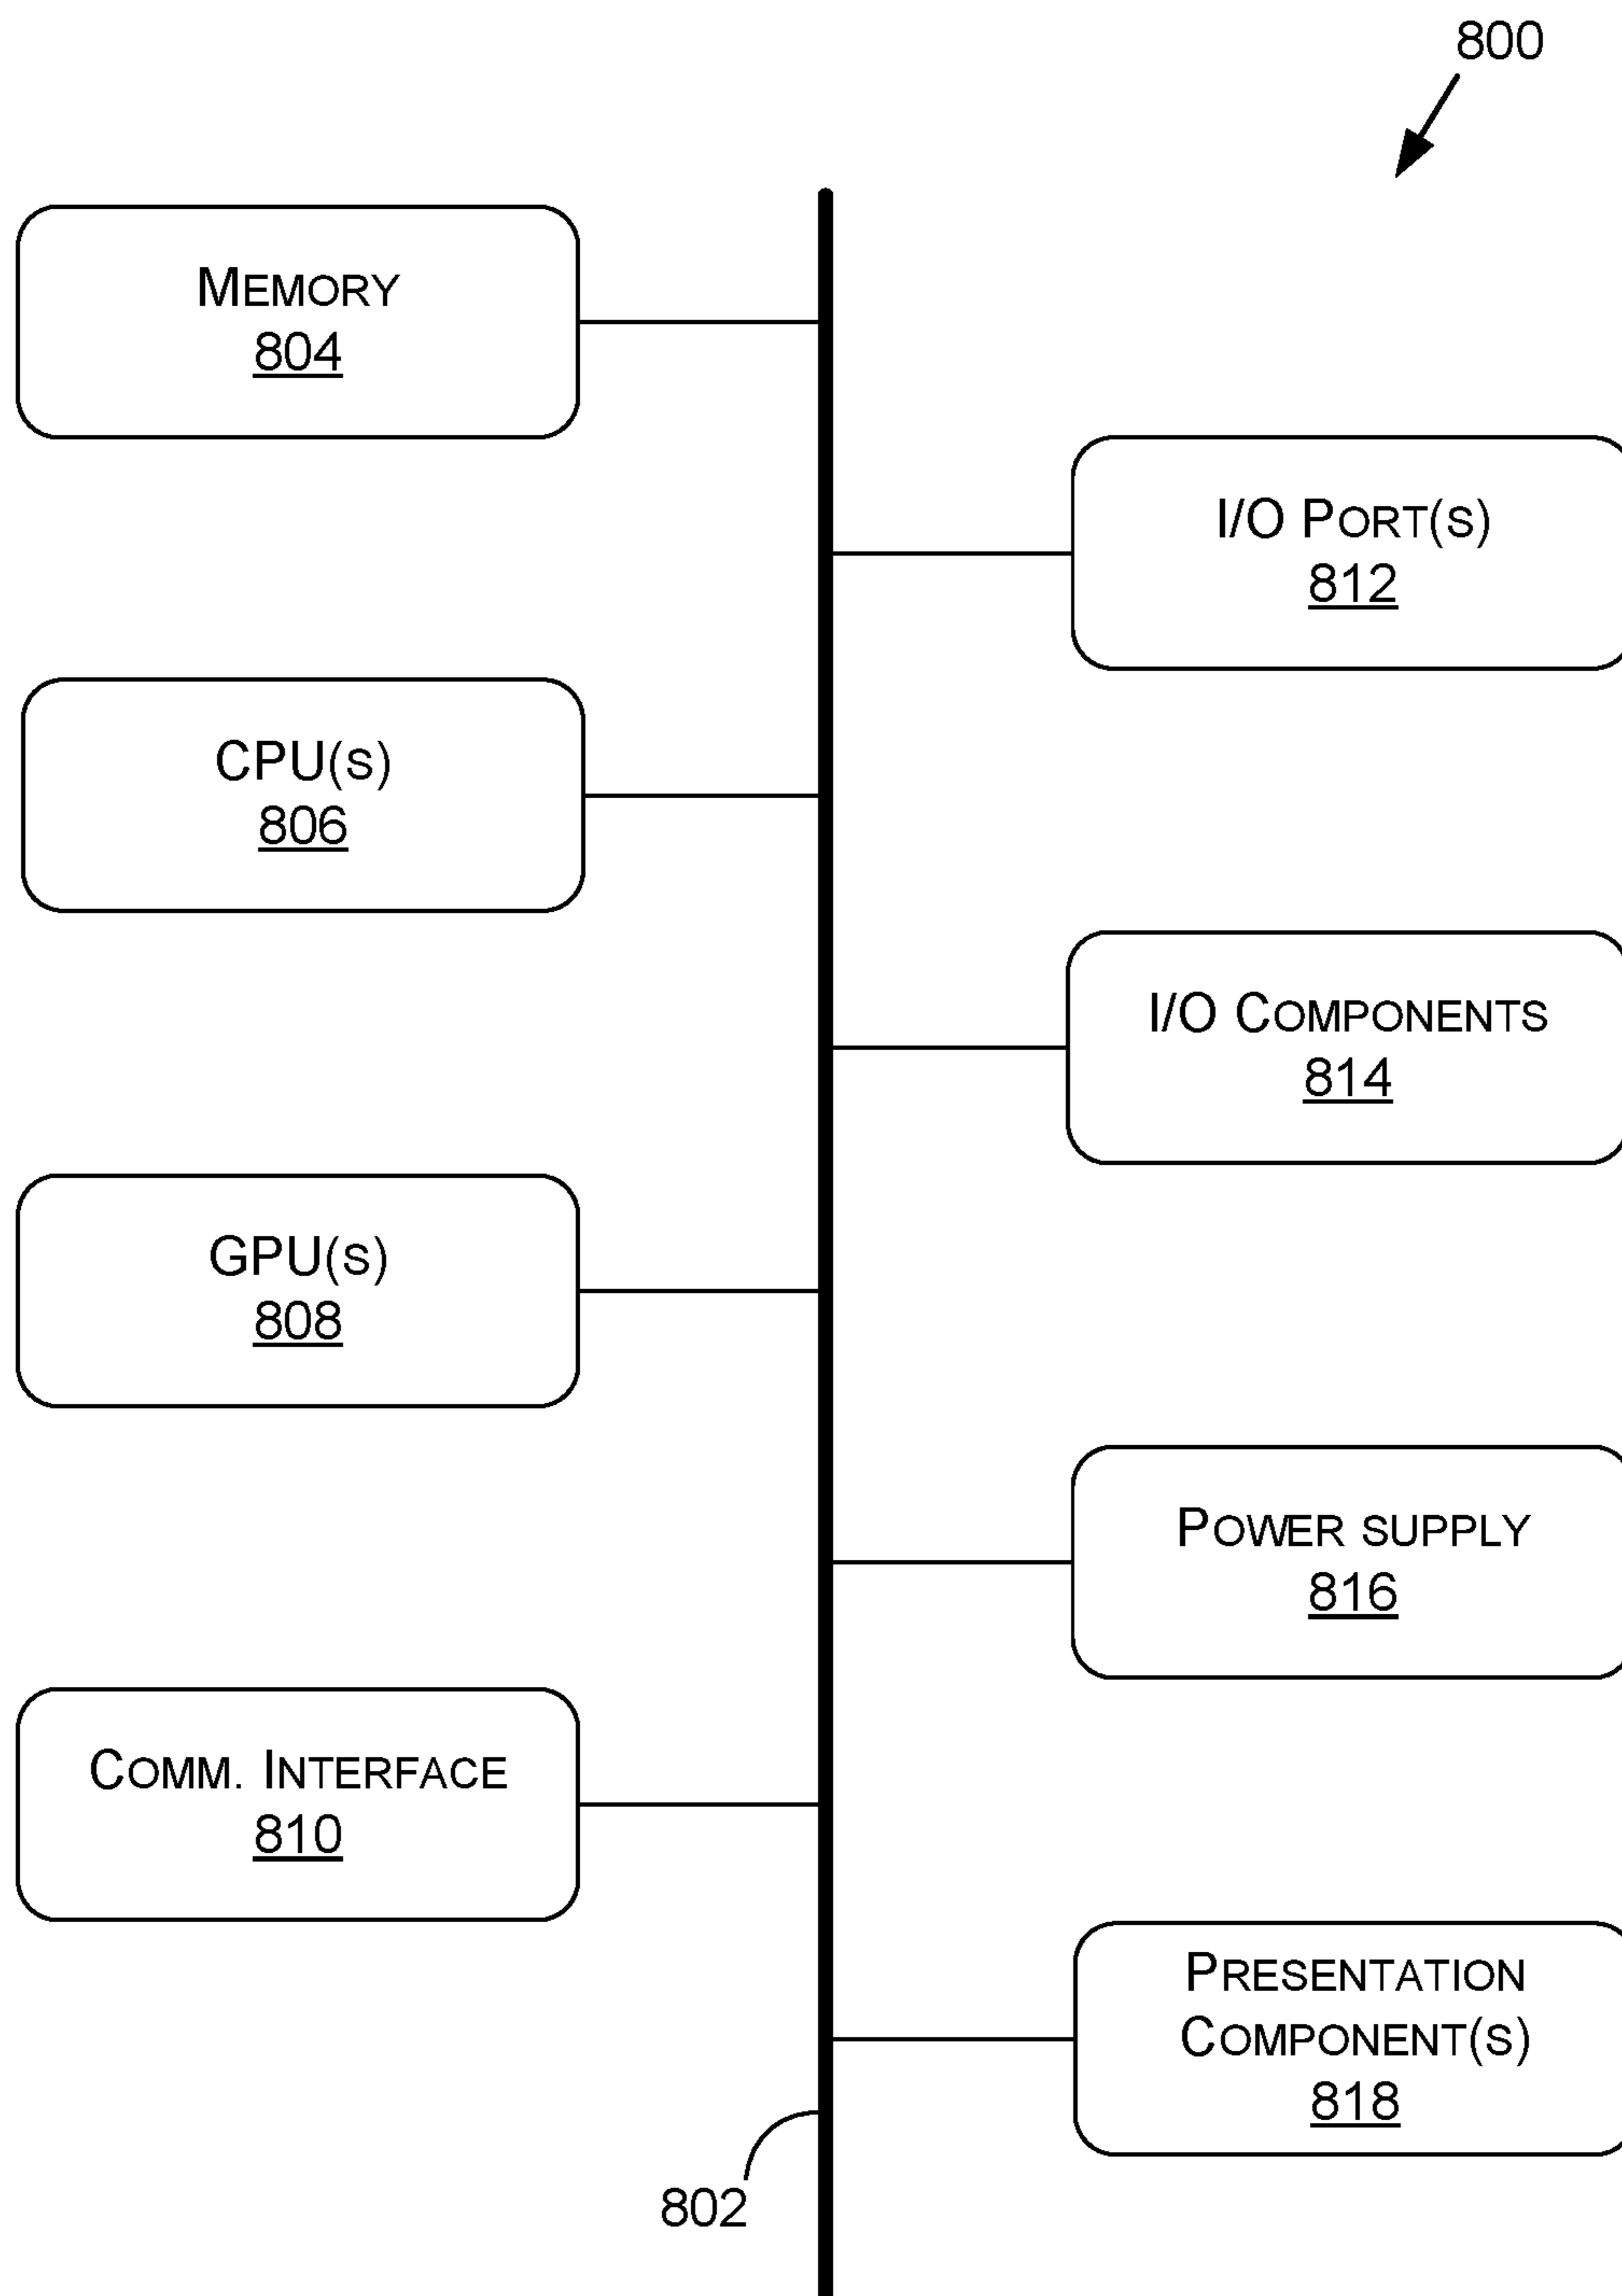 800
MEMORY
804
I/O PORT(S)
812
CPU(S)
806
I/O COMPONENTS
814
GPU(S)
808
POWER SUPPLY
816
COMM. INTERFACE
810
PRESENTATION
COMPONENT(S)
818
802